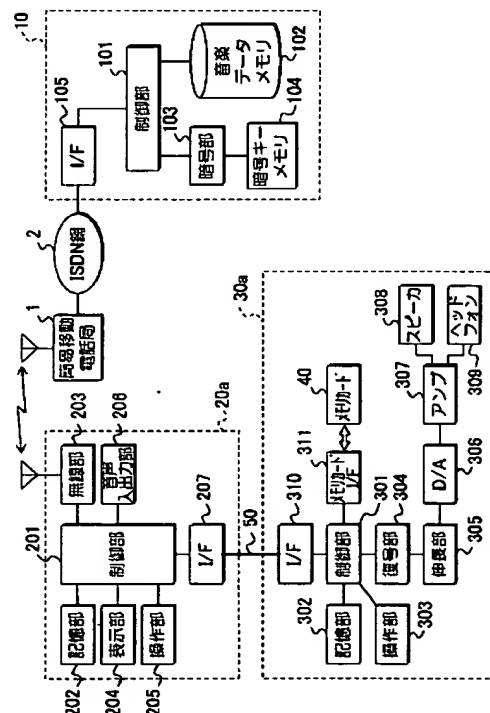 10
101
制御部
音楽
データ
メモリ
102
103
暗号部
104
暗号キー
メモリ
105
I/F
2
ISDN網
1
簡易移動
電話局
20a
201
制御部
203
無線部
206
音声
入出力部
207
I/F
記憶部
202
表示部
204
操作部
205
50
30a
310
I/F
40
メモリカード
311
メモリカード
I/F
301
制御部
302
記憶部
操作部
303
304
復号部
伸長部
305
D/A
306
307
アンプ
308
スピーカ
ヘッド
フォン
309